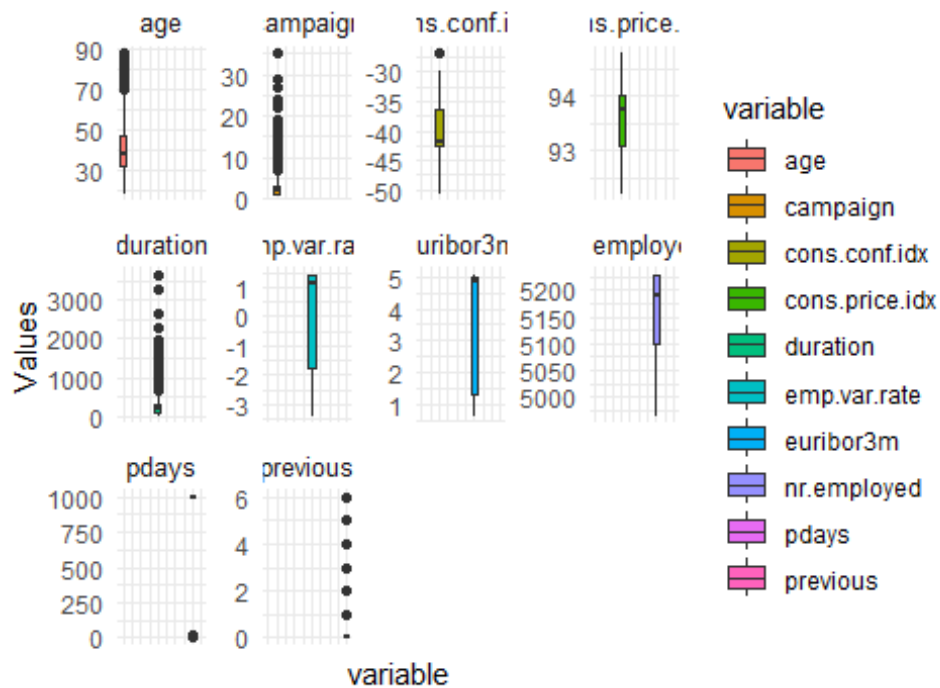 age
ampaign
ns.conf.i
ns.price.
90
70
50
30
30
20
10
0
-30
-35
-40
-45
-50
94
93
duration
np.var.ra
uribor3m
employe
Values
3000
2000
1000
0
1
0
-1
-2
-3
5
4
3
2
1
5200
5150
5100
5050
5000
pdays
previous
1000
750
500
250
0
6
4
2
0
variable
variable
age
campaign
cons.conf.idx
cons.price.idx
duration
emp.var.rate
euribor3m
nr.employed
pdays
previous